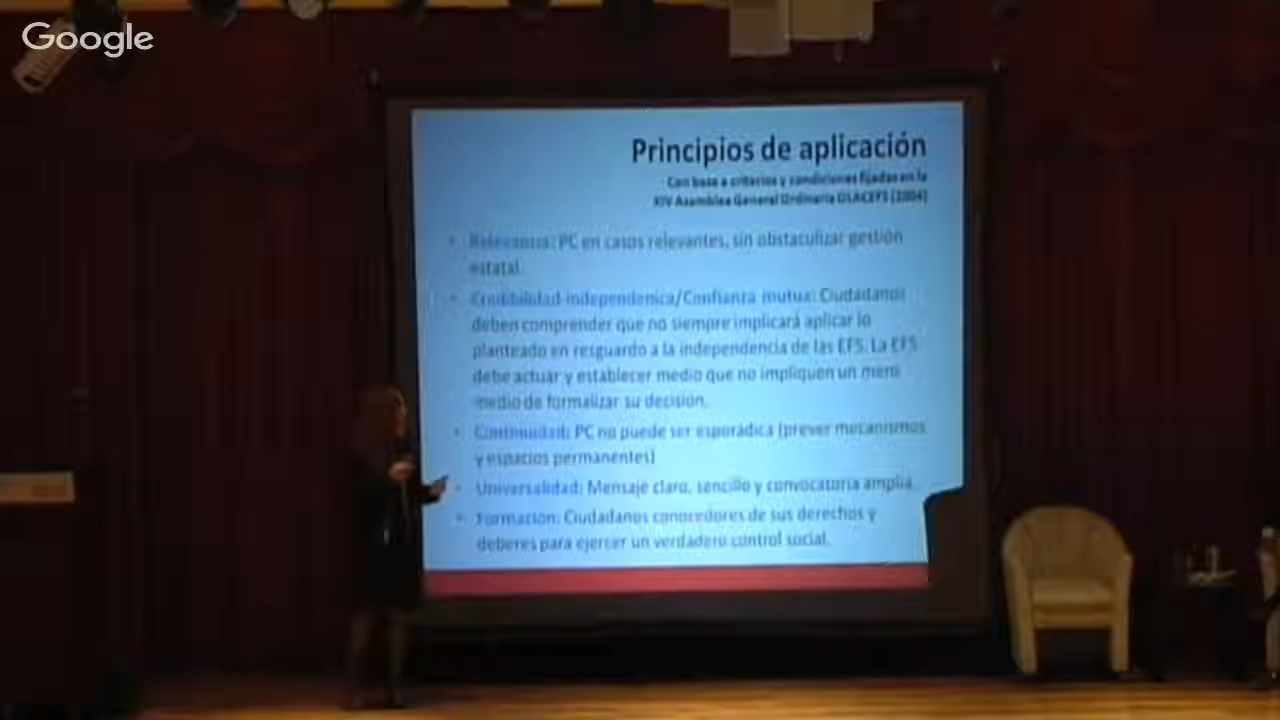 Google
Principios de aplicación
Con base a criterios y condiciones fijadas en la
XIV Asamblea General Ordinaria OLACEFS (2004)
• Relevancia: PC en casos relevantes, sin obstaculizar gestión
estatal
• Credibilidad-independenica/Confianza mutua: Ciudadanos
deben comprender que no siempre implicará aplicar lo
planteado en resguardo a la independencia de las EFS. La EFS
debe actuar y establecer medio que no impliquen un mero
medio de formalizar su decisión.
• Continuidad: PC no puede ser esporádica (prever mecanismos
y espacios permanentes)
• Universalidad: Mensaje claro, sencillo y convocatoria amplia.
• Formación: Ciudadanos conocedores de sus derechos y
deberes para ejercer un verdadero control social.